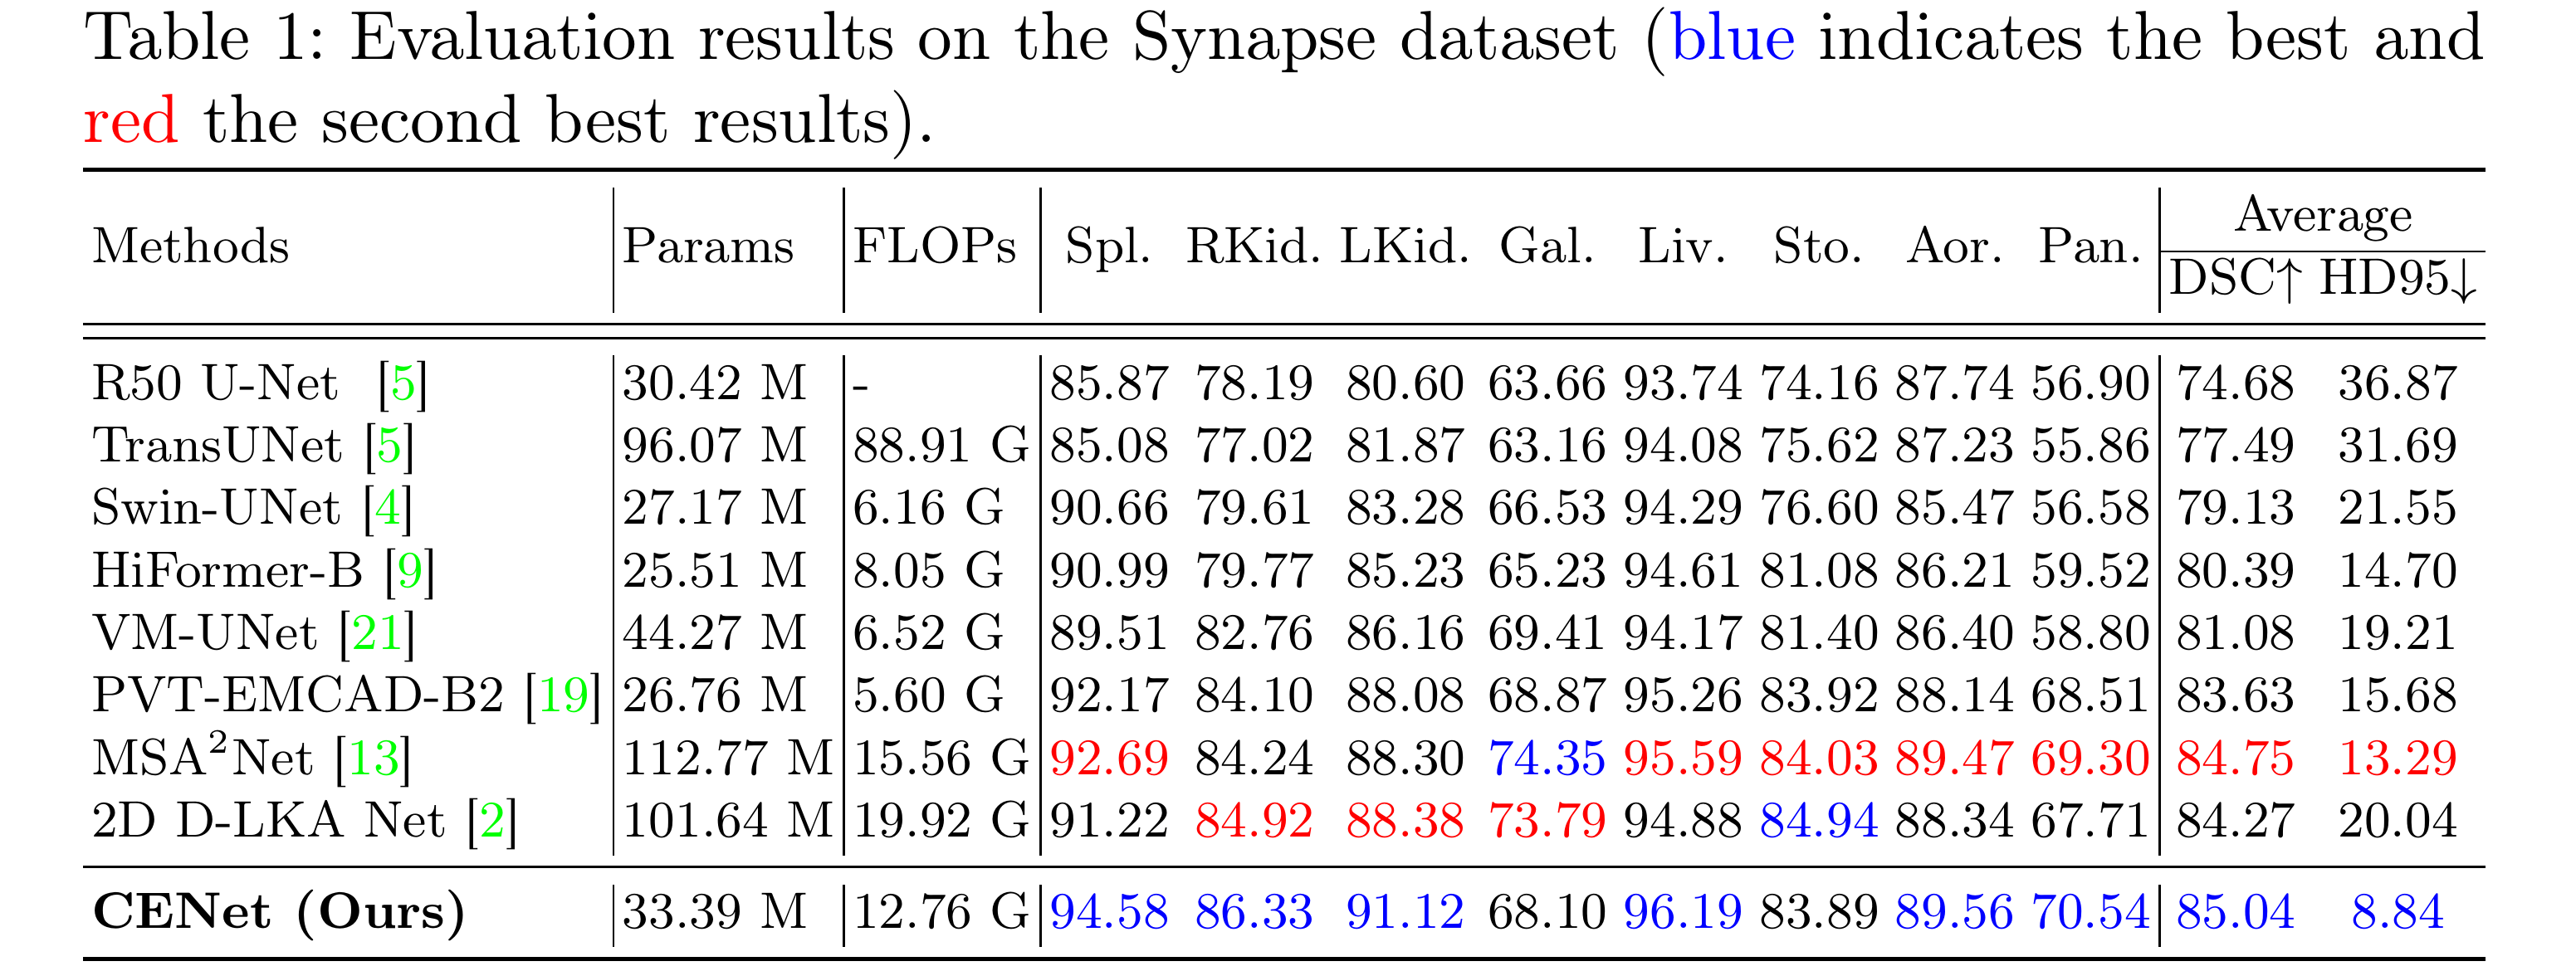 Table 1: Evaluation results on the Synapse dataset (blue indicates the best and
red the second best results).
Methods Params FLOPs Spl. RKid. LKid. Gal. Liv. Sto. Aor. Pan. Average
DSC↑ HD95↓
R50 U-Net [5] 30.42 M - 85.87 78.19 80.60 63.66 93.74 74.16 87.74 56.90 74.68 36.87
TransUNet [5] 96.07 M 88.91 G 85.08 77.02 81.87 63.16 94.08 75.62 87.23 55.86 77.49 31.69
Swin-UNet [4] 27.17 M 6.16 G 90.66 79.61 83.28 66.53 94.29 76.60 85.47 56.58 79.13 21.55
HiFormer-B [9] 25.51 M 8.05 G 90.99 79.77 85.23 65.23 94.61 81.08 86.21 59.52 80.39 14.70
VM-UNet [21] 44.27 M 6.52 G 89.51 82.76 86.16 69.41 94.17 81.40 86.40 58.80 81.08 19.21
PVT-EMCAD-B2 [19] 26.76 M 5.60 G 92.17 84.10 88.08 68.87 95.26 83.92 88.14 68.51 83.63 15.68
MSA²Net [13] 112.77 M 15.56 G 92.69 84.24 88.30 74.35 95.59 84.03 89.47 69.30 84.75 13.29
2D D-LKA Net [2] 101.64 M 19.92 G 91.22 84.92 88.38 73.79 94.88 84.94 88.34 67.71 84.27 20.04
CENet (Ours) 33.39 M 12.76 G 94.58 86.33 91.12 68.10 96.19 83.89 89.56 70.54 85.04 8.84